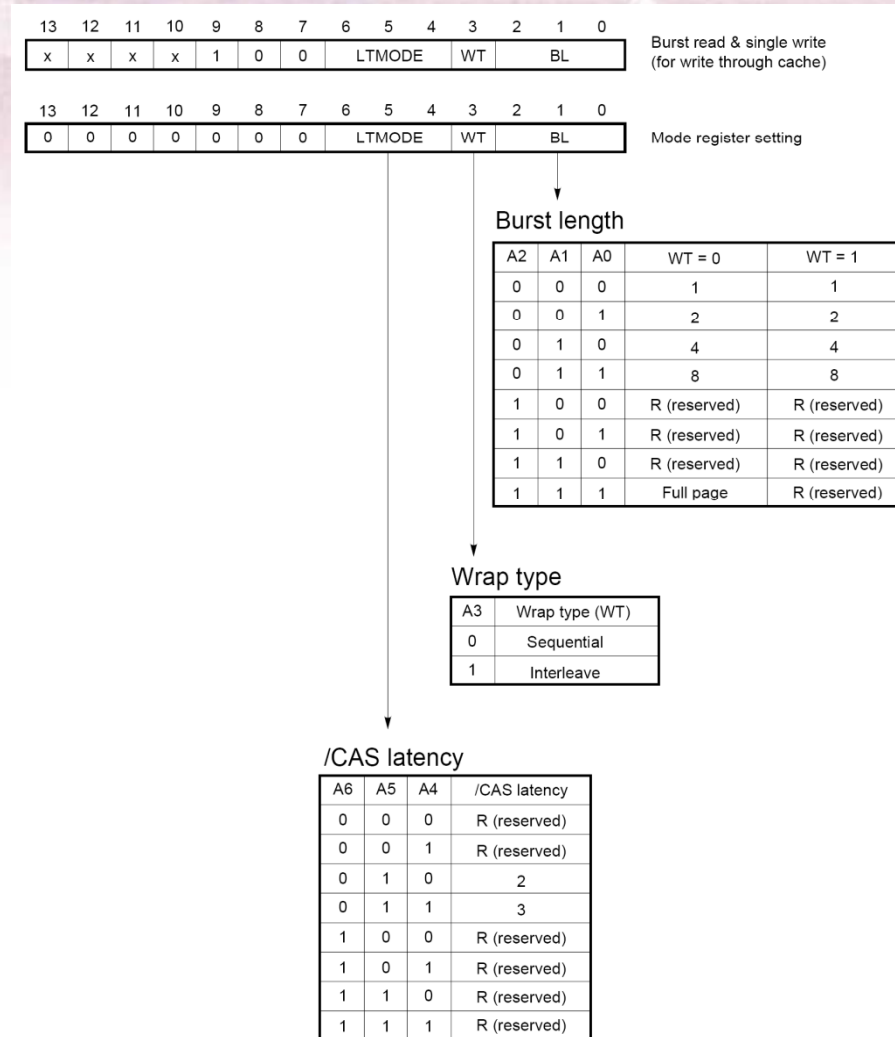 13 12 11 10 9 8 7 6 5 4 3 2 1 0
x x x x 1 0 0 LTMODE WT BL
Burst read & single write
(for write through cache)
13 12 11 10 9 8 7 6 5 4 3 2 1 0
0 0 0 0 0 0 0 LTMODE WT BL
Mode register setting
Burst length
A2 A1 A0 WT = 0 WT = 1
0 0 0 1 1
0 0 1 2 2
0 1 0 4 4
0 1 1 8 8
1 0 0 R (reserved) R (reserved)
1 0 1 R (reserved) R (reserved)
1 1 0 R (reserved) R (reserved)
1 1 1 Full page R (reserved)
Wrap type
A3 Wrap type (WT)
0 Sequential
1 Interleave
/CAS latency
A6 A5 A4 /CAS latency
0 0 0 R (reserved)
0 0 1 R (reserved)
0 1 0 2
0 1 1 3
1 0 0 R (reserved)
1 0 1 R (reserved)
1 1 0 R (reserved)
1 1 1 R (reserved)